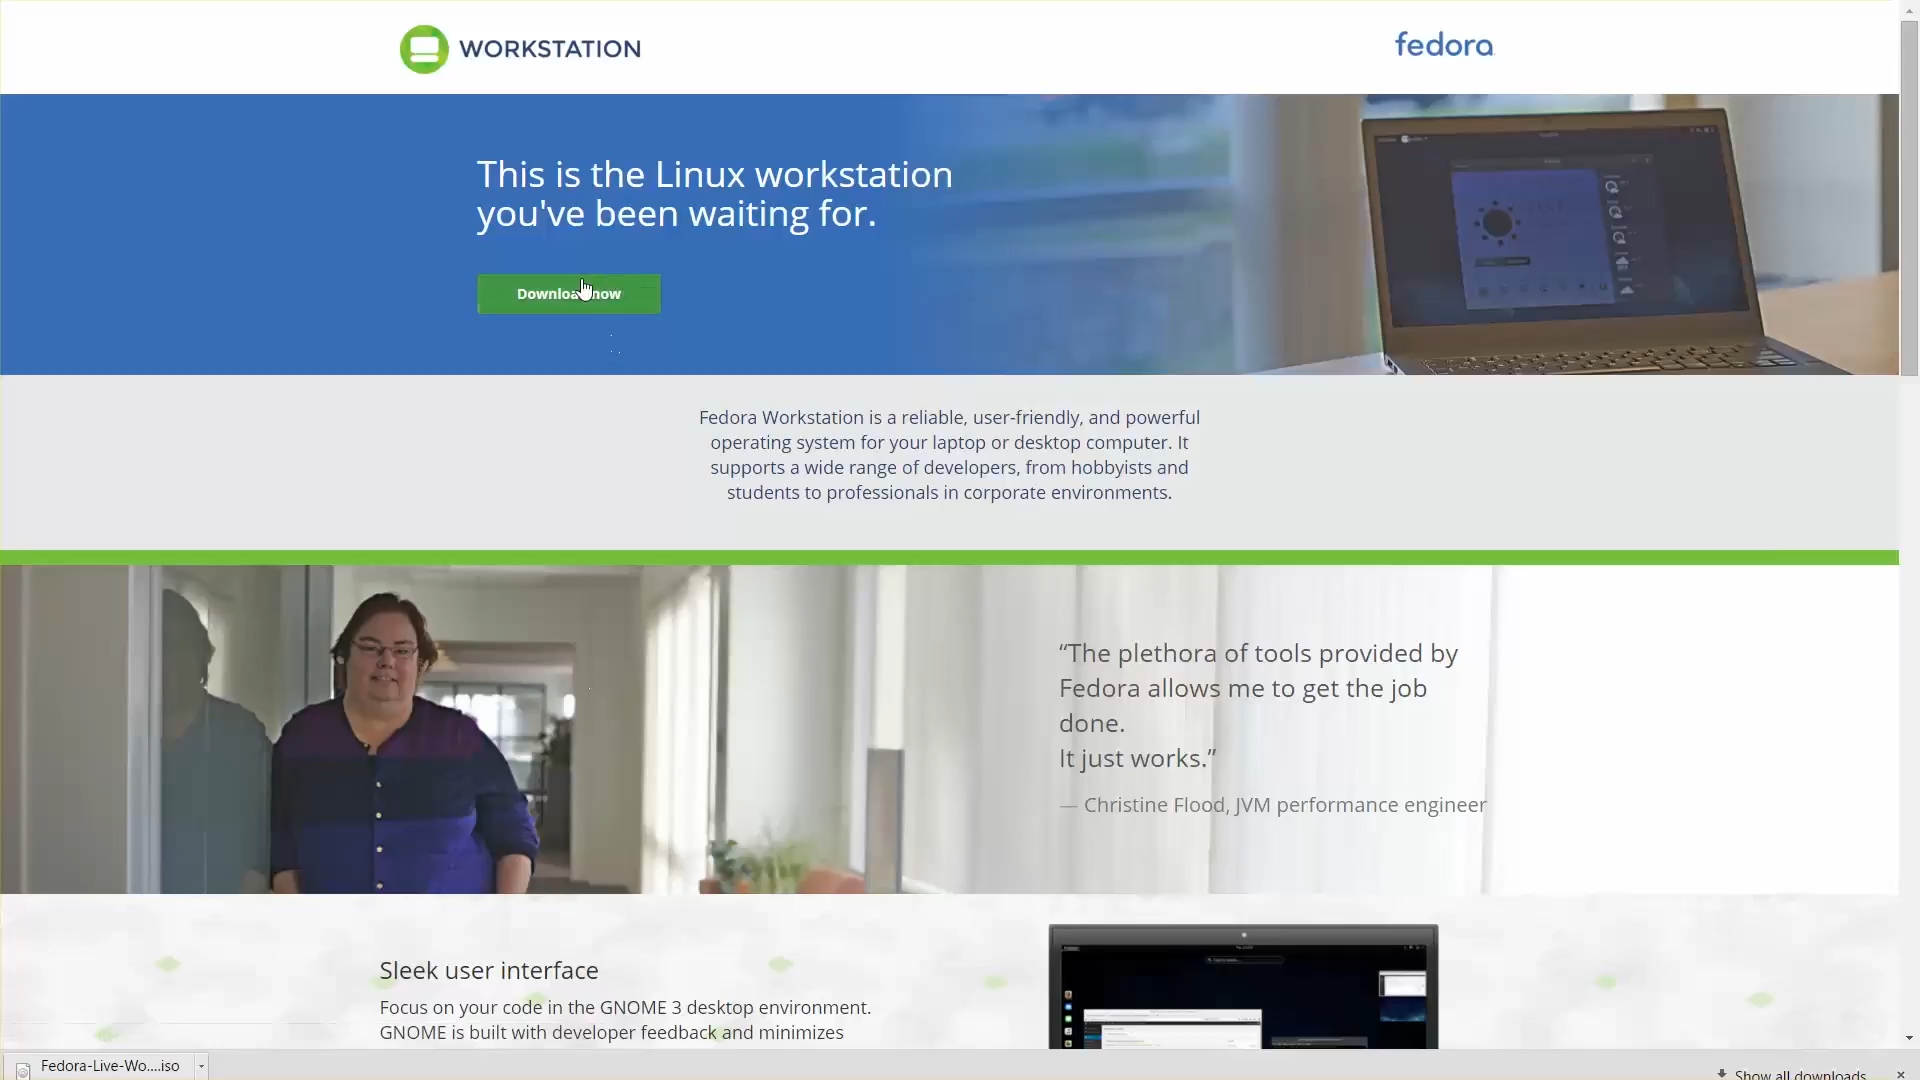 WORKSTATION
fedora
This is the Linux workstation
you've been waiting for.
Download now
Fedora Workstation is a reliable, user-friendly, and powerful
operating system for your laptop or desktop computer. It
supports a wide range of developers, from hobbyists and
students to professionals in corporate environments.
“The plethora of tools provided by
Fedora allows me to get the job
done.
It just works.”
— Christine Flood, JVM performance engineer
Sleek user interface
Focus on your code in the GNOME 3 desktop environment.
GNOME is built with developer feedback and minimizes
Fedora-Live-Wo....iso
Show all downloads